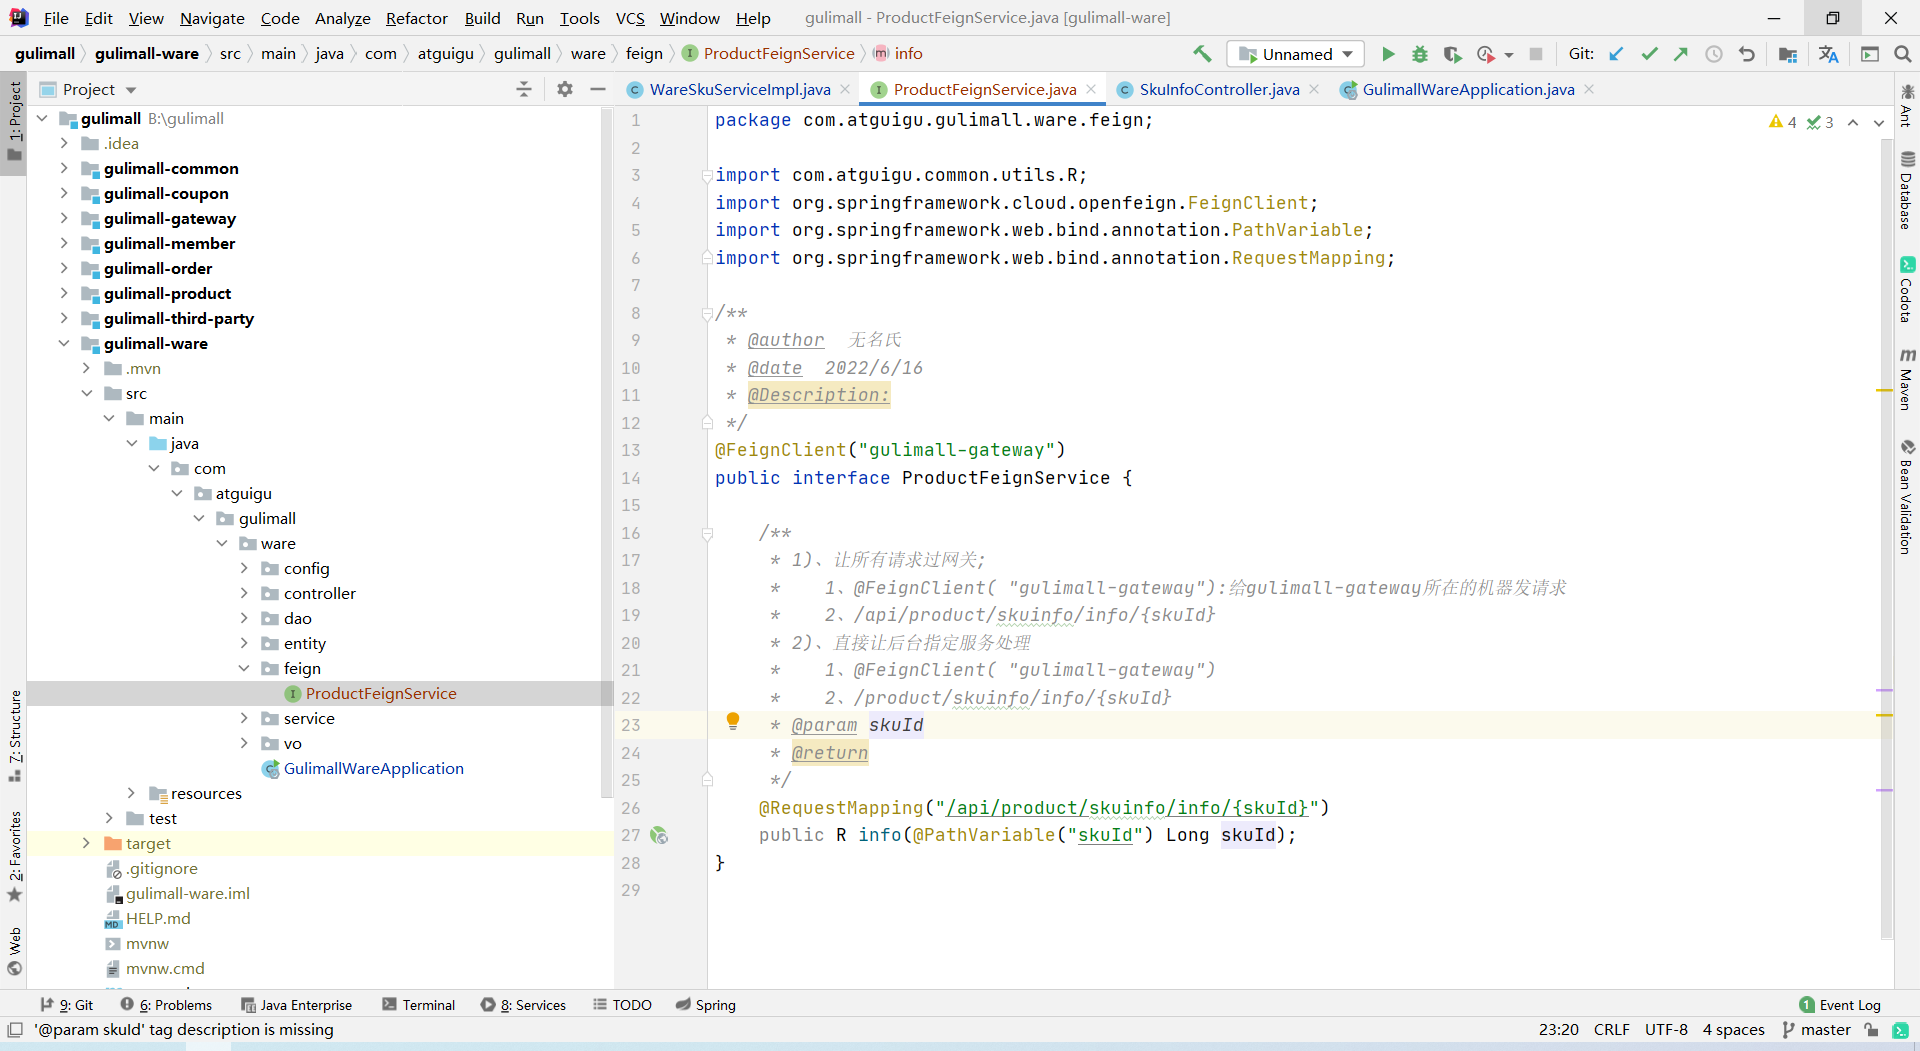 File Edit View Navigate Code Analyze Refactor Build Run Tools VCS Window Help gulimall - ProductFeignService.java [gulimall-ware]
gulimall gulimall-ware src main java com atguigu gulimall ware feign ProductFeignService info Unnamed Git:
Project
WareSkuServiceImpl.java ProductFeignService.java SkuInfoController.java GulimallWareApplication.java
1: Project
7: Structure
2: Favorites
Web
gulimall B:\gulimall
.idea
gulimall-common
gulimall-coupon
gulimall-gateway
gulimall-member
gulimall-order
gulimall-product
gulimall-third-party
gulimall-ware
.mvn
src
main
java
com
atguigu
gulimall
ware
config
controller
dao
entity
feign
ProductFeignService
service
vo
GulimallWareApplication
resources
test
target
.gitignore
gulimall-ware.iml
HELP.md
mvnw
mvnw.cmd
1 package com.atguigu.gulimall.ware.feign;
2
3 import com.atguigu.common.utils.R;
4 import org.springframework.cloud.openfeign.FeignClient;
5 import org.springframework.web.bind.annotation.PathVariable;
6 import org.springframework.web.bind.annotation.RequestMapping;
7
8 /**
9 * @author 无名氏
10 * @date 2022/6/16
11 * @Description:
12 */
13 @FeignClient("gulimall-gateway")
14 public interface ProductFeignService {
15
16 /**
17 * 1)、让所有请求过网关;
18 * 1、@FeignClient( "gulimall-gateway"):给gulimall-gateway所在的机器发请求
19 * 2、/api/product/skuinfo/info/{skuId}
20 * 2)、直接让后台指定服务处理
21 * 1、@FeignClient( "gulimall-gateway")
22 * 2、/product/skuinfo/info/{skuId}
23 * @param skuId
24 * @return
25 */
26 @RequestMapping("/api/product/skuinfo/info/{skuId}")
27 public R info(@PathVariable("skuId") Long skuId);
28 }
29
4 3
Ant
Database
Codota
Maven
Bean Validation
9: Git 6: Problems Java Enterprise Terminal 8: Services TODO Spring 1 Event Log
'@param skuId' tag description is missing 23:20 CRLF UTF-8 4 spaces master